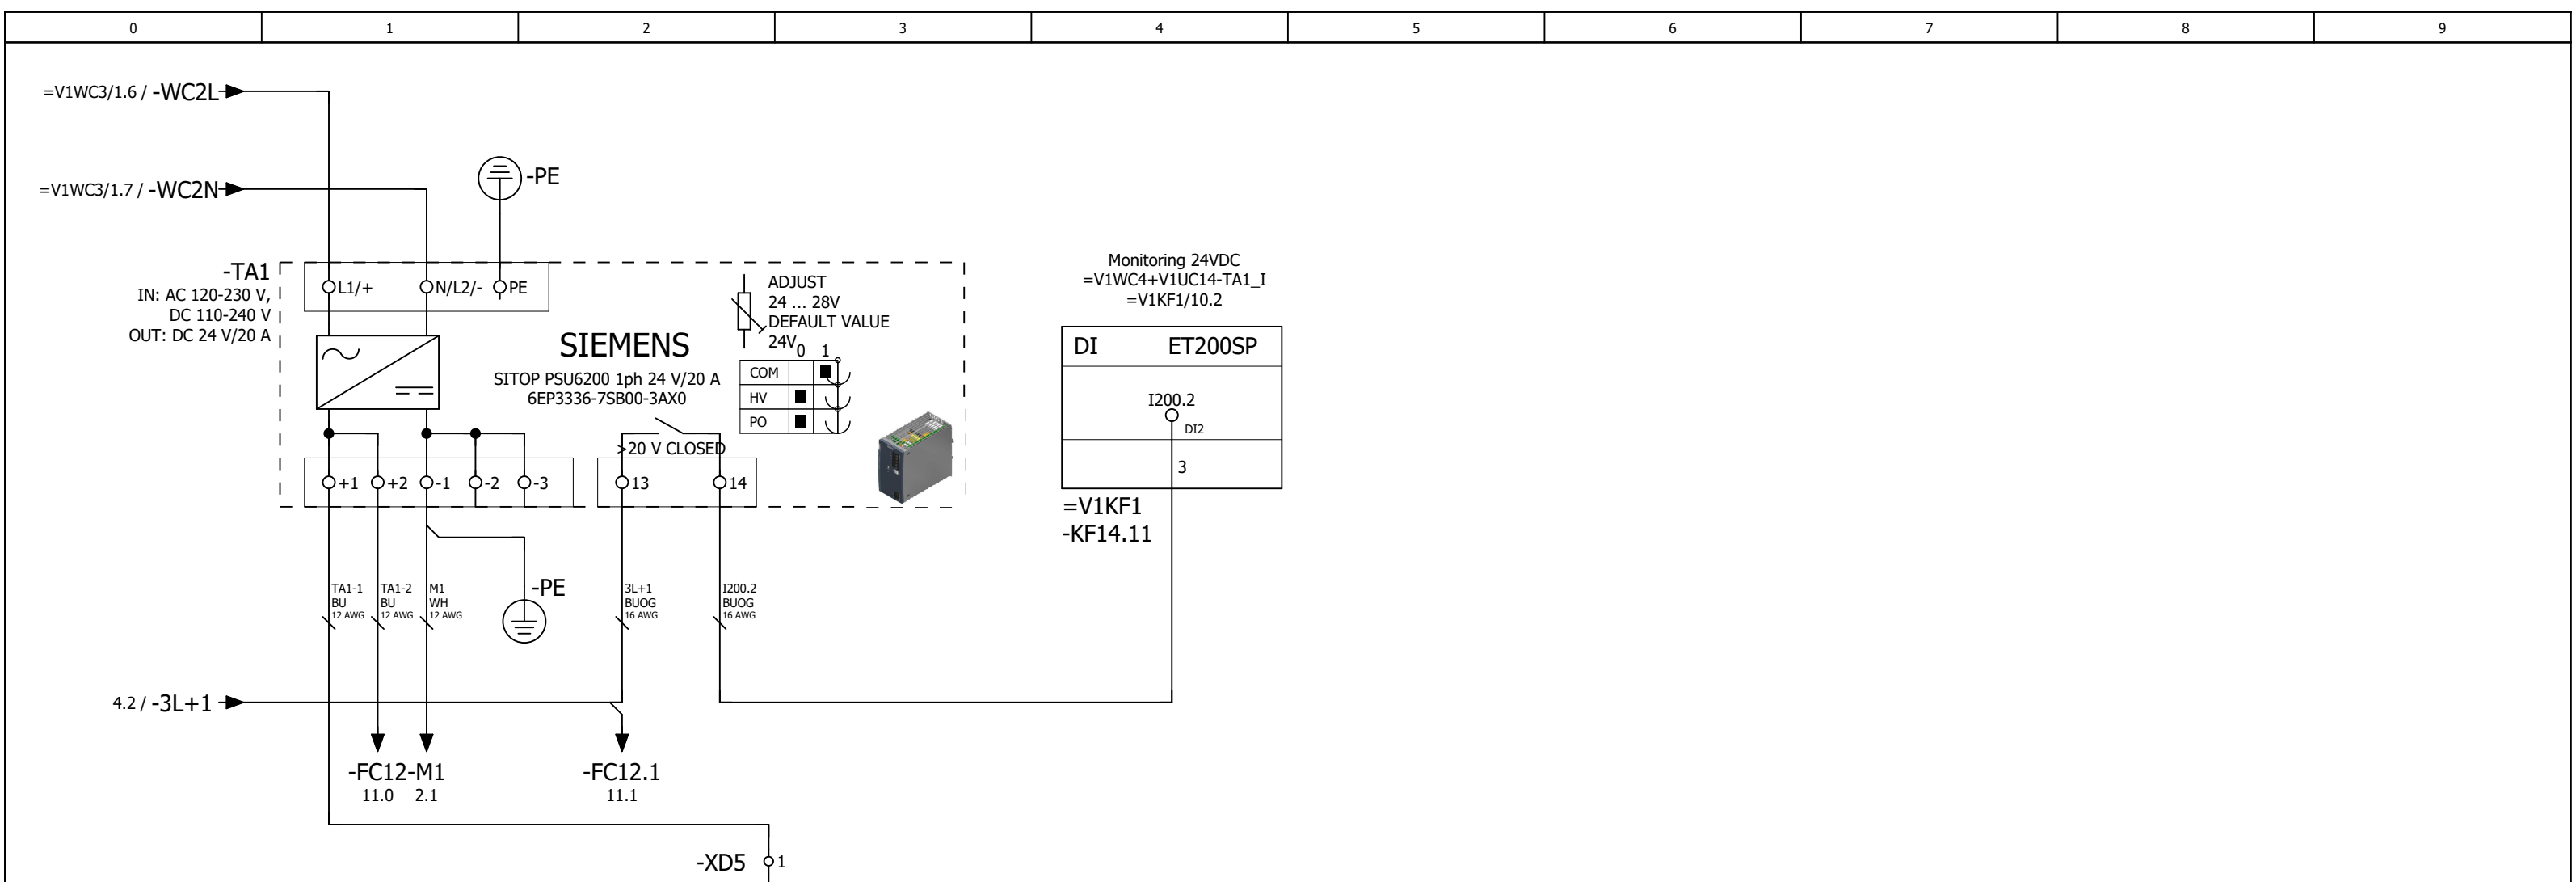 0 1 2 3 4 5 6 7 8 9
=V1WC3/1.6 / -WC2L
=V1WC3/1.7 / -WC2N
-PE
-TA1
IN: AC 120-230 V,
DC 110-240 V
OUT: DC 24 V/20 A
L1/+ N/L2/- PE
SIEMENS
SITOP PSU6200 1ph 24 V/20 A
6EP3336-7SB00-3AX0
ADJUST
24 ... 28V
DEFAULT VALUE
24V
0 1
COM
HV
PO
>20 V CLOSED
+1 +2 -1 -2 -3 13 14
Monitoring 24VDC
=V1WC4+V1UC14-TA1_I
=V1KF1/10.2
DI ET200SP
I200.2
DI2
3
=V1KF1
-KF14.11
TA1-1
BU
12 AWG
TA1-2
BU
12 AWG
M1
WH
12 AWG
-PE
3L+1
BUOG
16 AWG
I200.2
BUOG
16 AWG
4.2 / -3L+1
-FC12 -M1 -FC12.1
11.0 2.1 11.1
-XD5 1